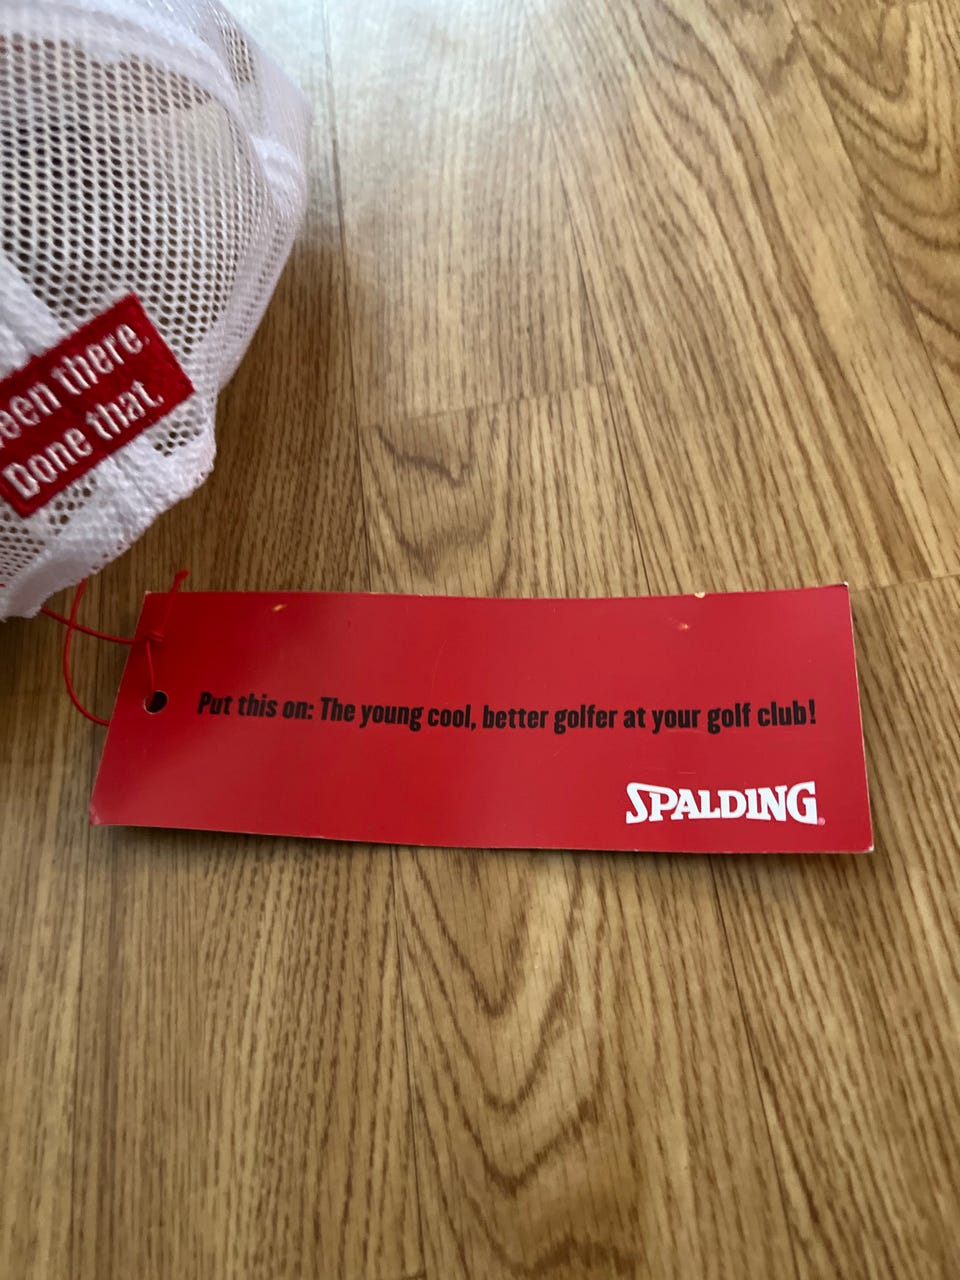 een there.
Done that.
Put this on: The young cool, better golfer at your golf club!
SPALDING